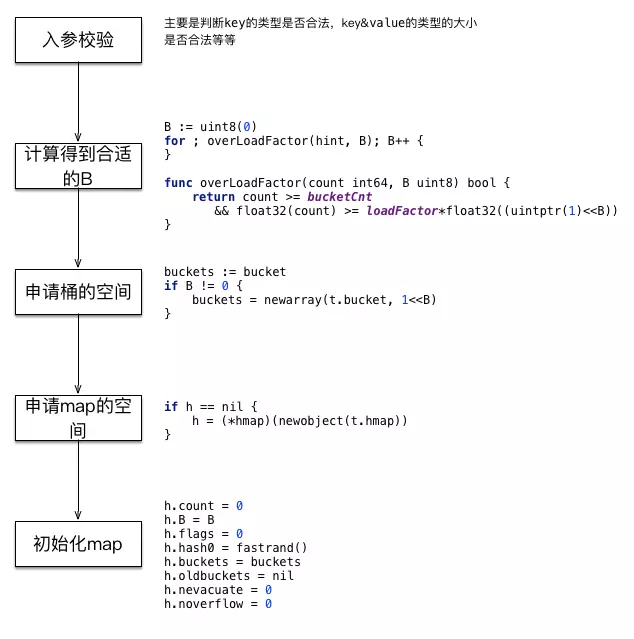 入参校验
主要是判断key的类型是否合法，key&value的类型的大小
是否合法等等
计算得到合适
的B
B := uint8(0)
for ; overLoadFactor(hint, B); B++ {
}
func overLoadFactor(count int64, B uint8) bool {
    return count >= bucketCnt
       && float32(count) >= loadFactor*float32((uintptr(1)<<B))
}
申请桶的空间
buckets := bucket
if B != 0 {
    buckets = newarray(t.bucket, 1<<B)
}
申请map的空
间
if h == nil {
    h = (*hmap)(newobject(t.hmap))
}
初始化map
h.count = 0
h.B = B
h.flags = 0
h.hash0 = fastrand()
h.buckets = buckets
h.oldbuckets = nil
h.nevacuate = 0
h.noverflow = 0